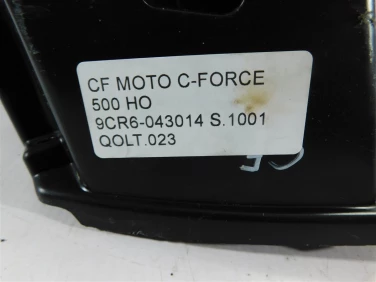 CF MOTO C-FORCE
500 HO
9CR6-043014 S.1001
QOLT.023